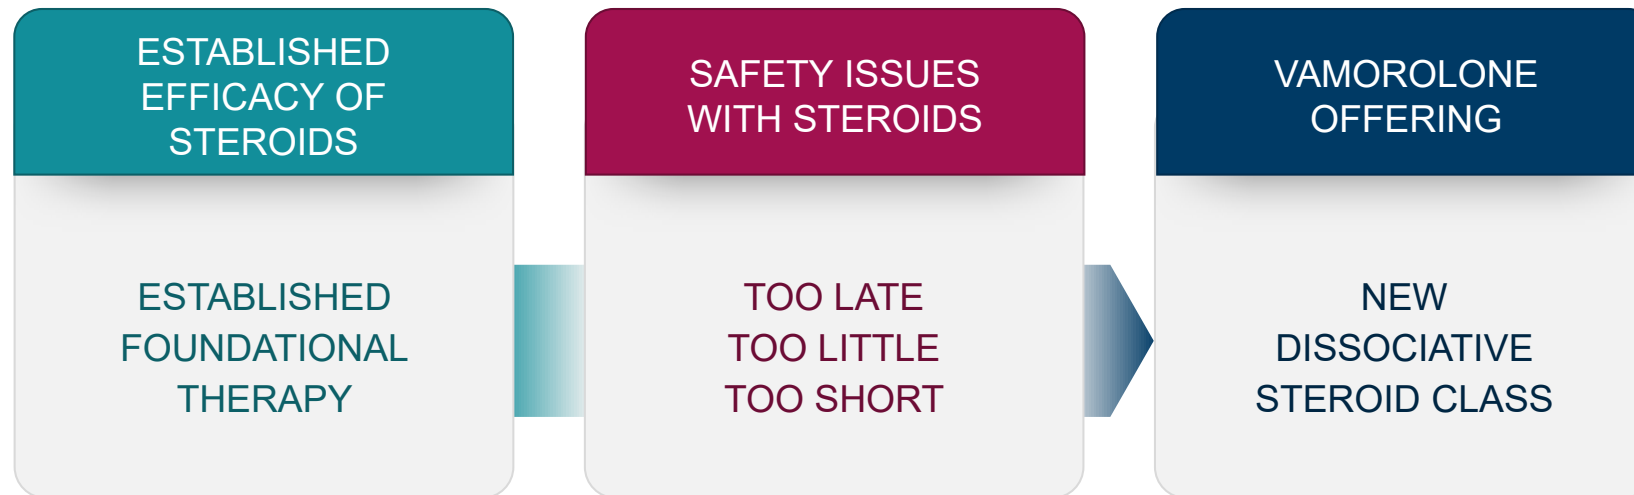 ESTABLISHED
EFFICACY OF
STEROIDS
ESTABLISHED
FOUNDATIONAL
THERAPY
SAFETY ISSUES
WITH STEROIDS
TOO LATE
TOO LITTLE
TOO SHORT
VAMOROLONE
OFFERING
NEW
DISSOCIATIVE
STEROID CLASS